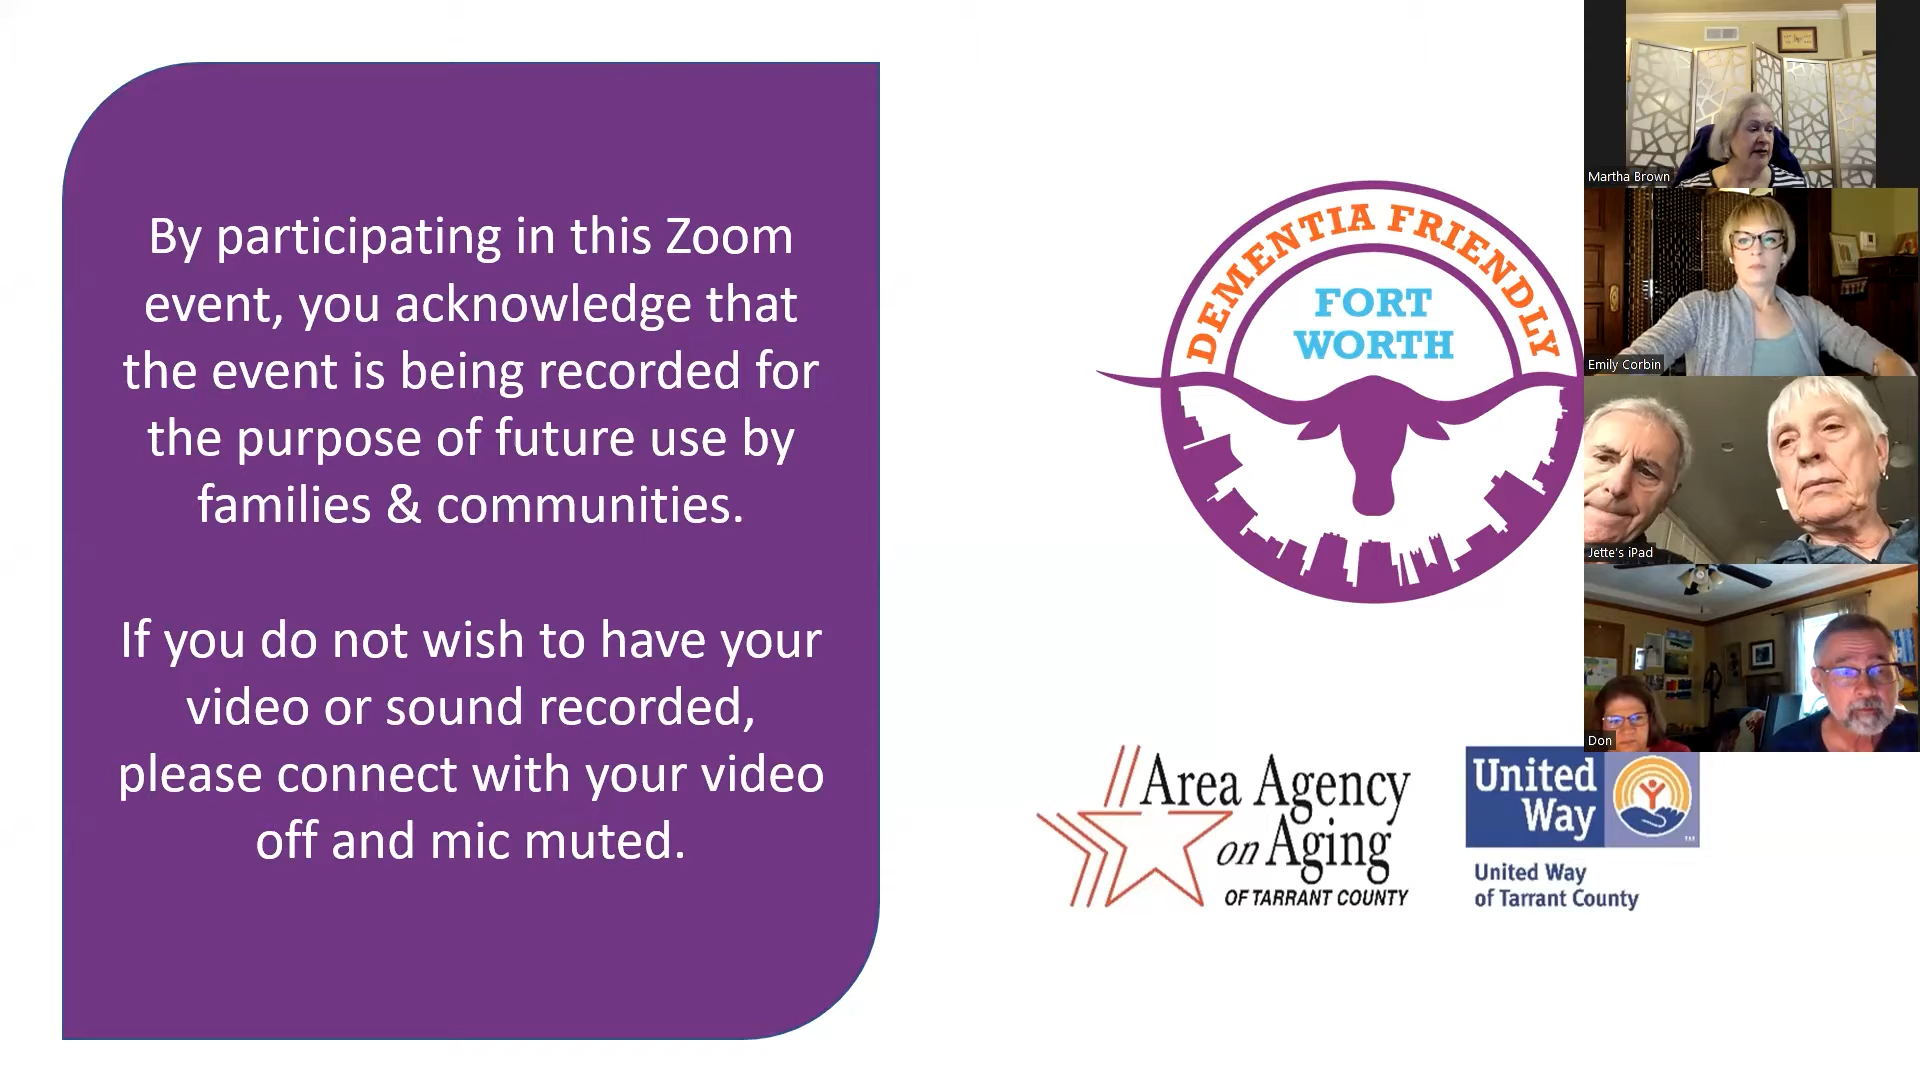 By participating in this Zoom
event, you acknowledge that
the event is being recorded for
the purpose of future use by
families & communities.
If you do not wish to have your
video or sound recorded,
please connect with your video
off and mic muted.
DEMENTIA FRIENDLY
FORT
WORTH
Area Agency
on Aging
OF TARRANT COUNTY
United
Way
TM
United Way
of Tarrant County
Martha Brown
Emily Corbin
Jette's iPad
Don